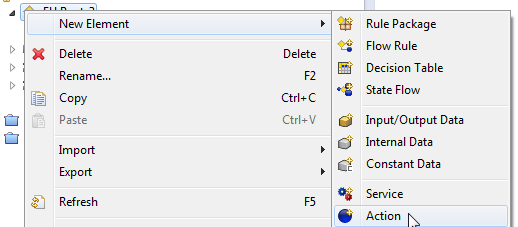 New Element
Delete Delete
Rename... F2
Copy Ctrl+C
Paste Ctrl+V
Import
Export
Refresh F5
Rule Package
Flow Rule
Decision Table
State Flow
Input/Output Data
Internal Data
Constant Data
Service
Action